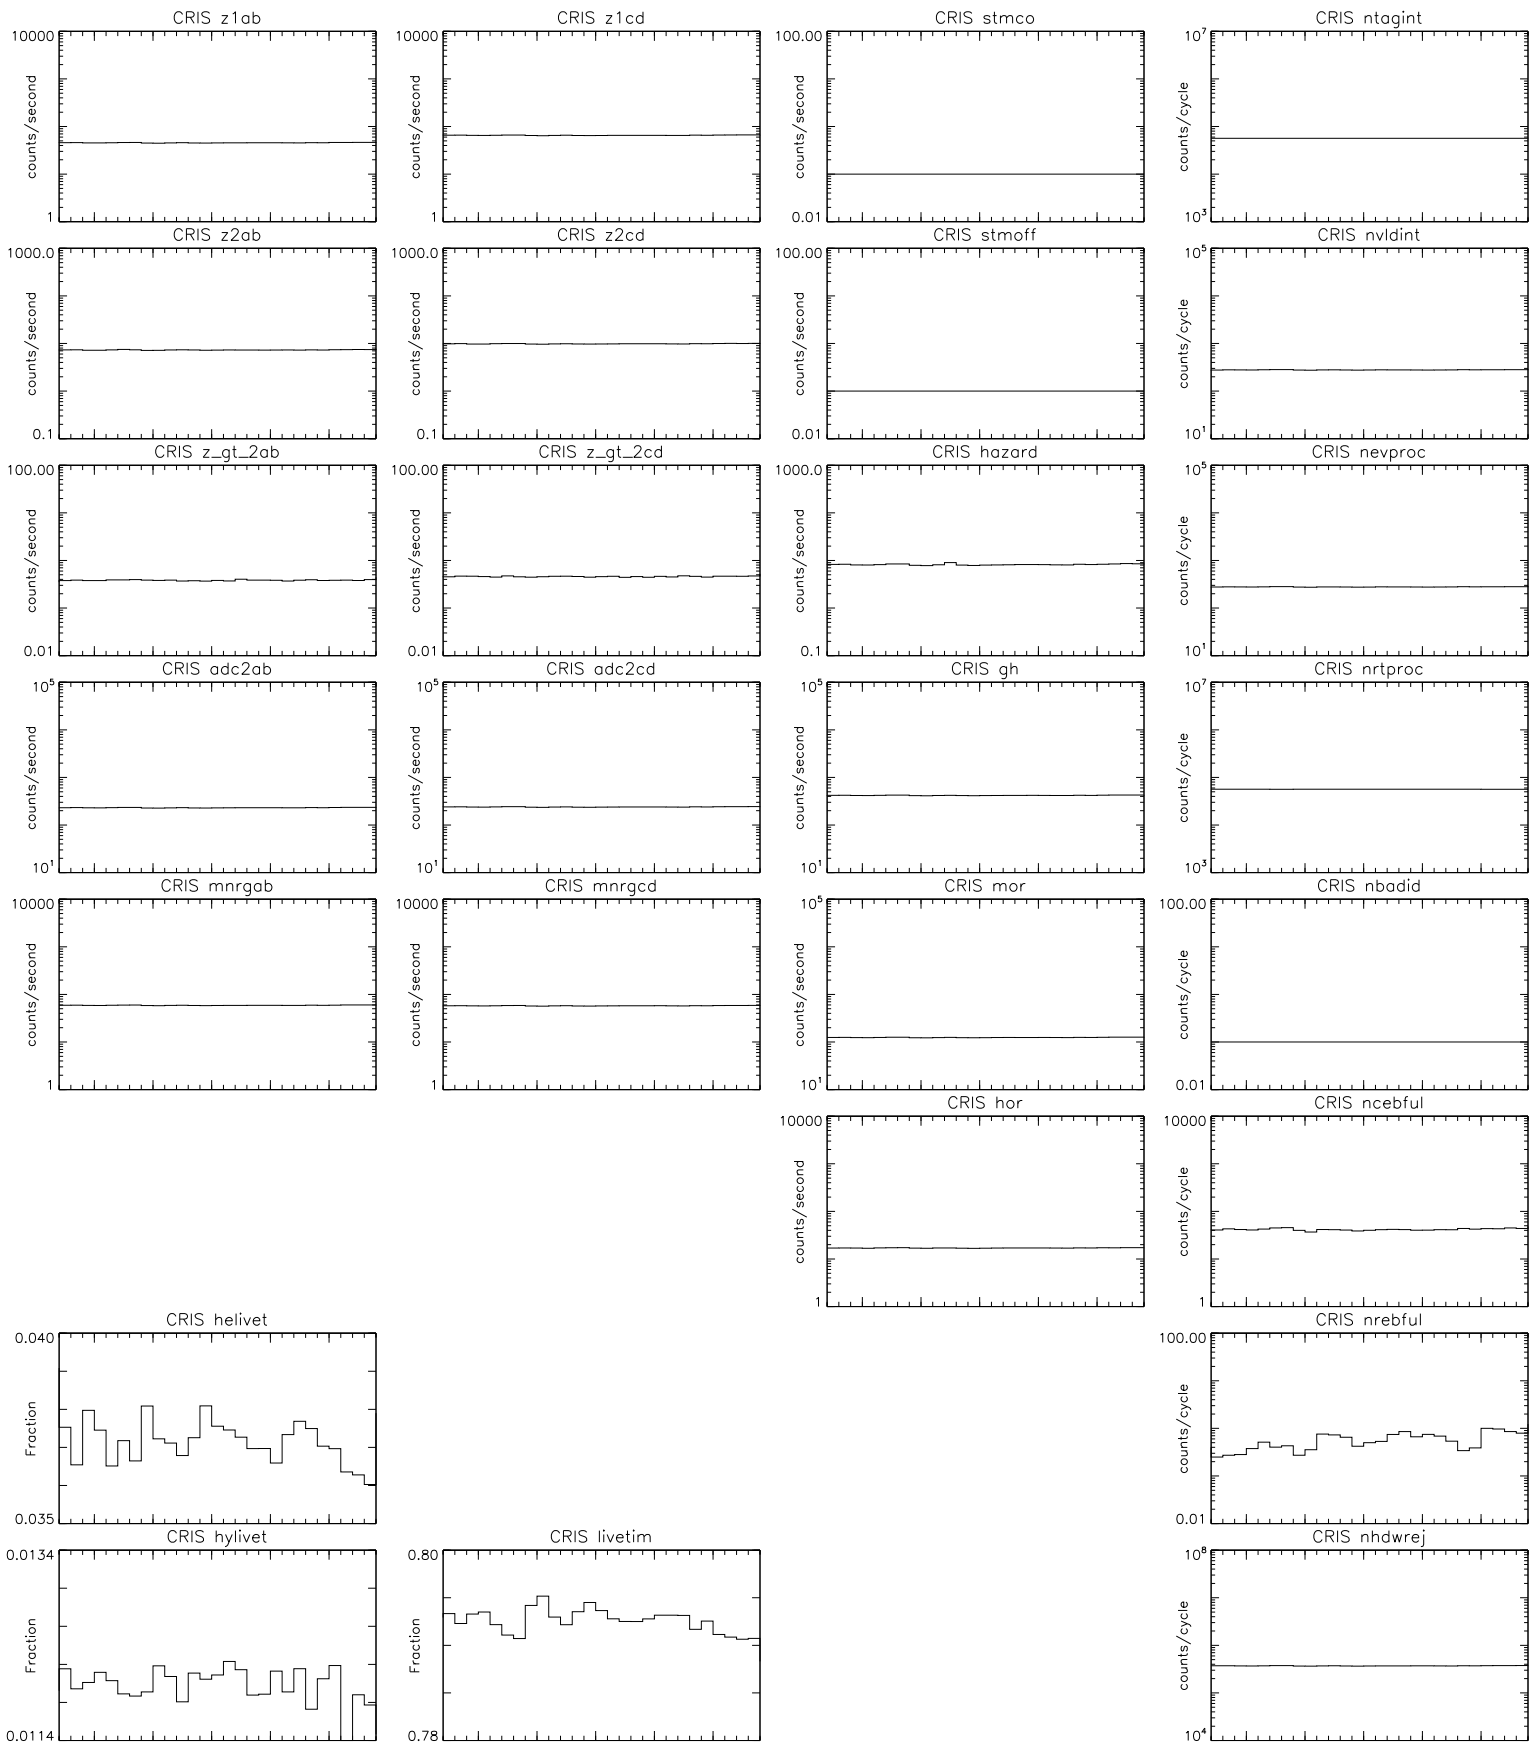 CRIS z1ab
10000
counts/second
1
CRIS z1cd
10000
counts/second
1
CRIS stmco
100.00
counts/second
0.01
CRIS ntagint
10⁷
counts/cycle
10³
CRIS z2ab
1000.0
counts/second
0.1
CRIS z2cd
1000.0
counts/second
0.1
CRIS stmoff
100.00
counts/second
0.01
CRIS nvldint
10⁵
counts/cycle
10¹
CRIS z_gt_2ab
100.00
counts/second
0.01
CRIS z_gt_2cd
100.00
counts/second
0.01
CRIS hazard
1000.0
counts/second
0.1
CRIS nevproc
10⁵
counts/cycle
10¹
CRIS adc2ab
10⁵
counts/second
10¹
CRIS adc2cd
10⁵
counts/second
10¹
CRIS gh
10⁵
counts/second
10¹
CRIS nrtproc
10⁷
counts/cycle
10³
CRIS mnrgab
10000
counts/second
1
CRIS mnrgcd
10000
counts/second
1
CRIS mor
10⁵
counts/second
10¹
CRIS nbadid
100.00
counts/cycle
0.01
CRIS hor
10000
counts/second
1
CRIS ncebful
10000
counts/cycle
1
CRIS helivet
0.040
Fraction
0.035
CRIS nrebful
100.00
counts/cycle
0.01
CRIS hylivet
0.0134
Fraction
0.0114
CRIS livetim
0.80
Fraction
0.78
CRIS nhdwrej
10⁸
counts/cycle
10⁴